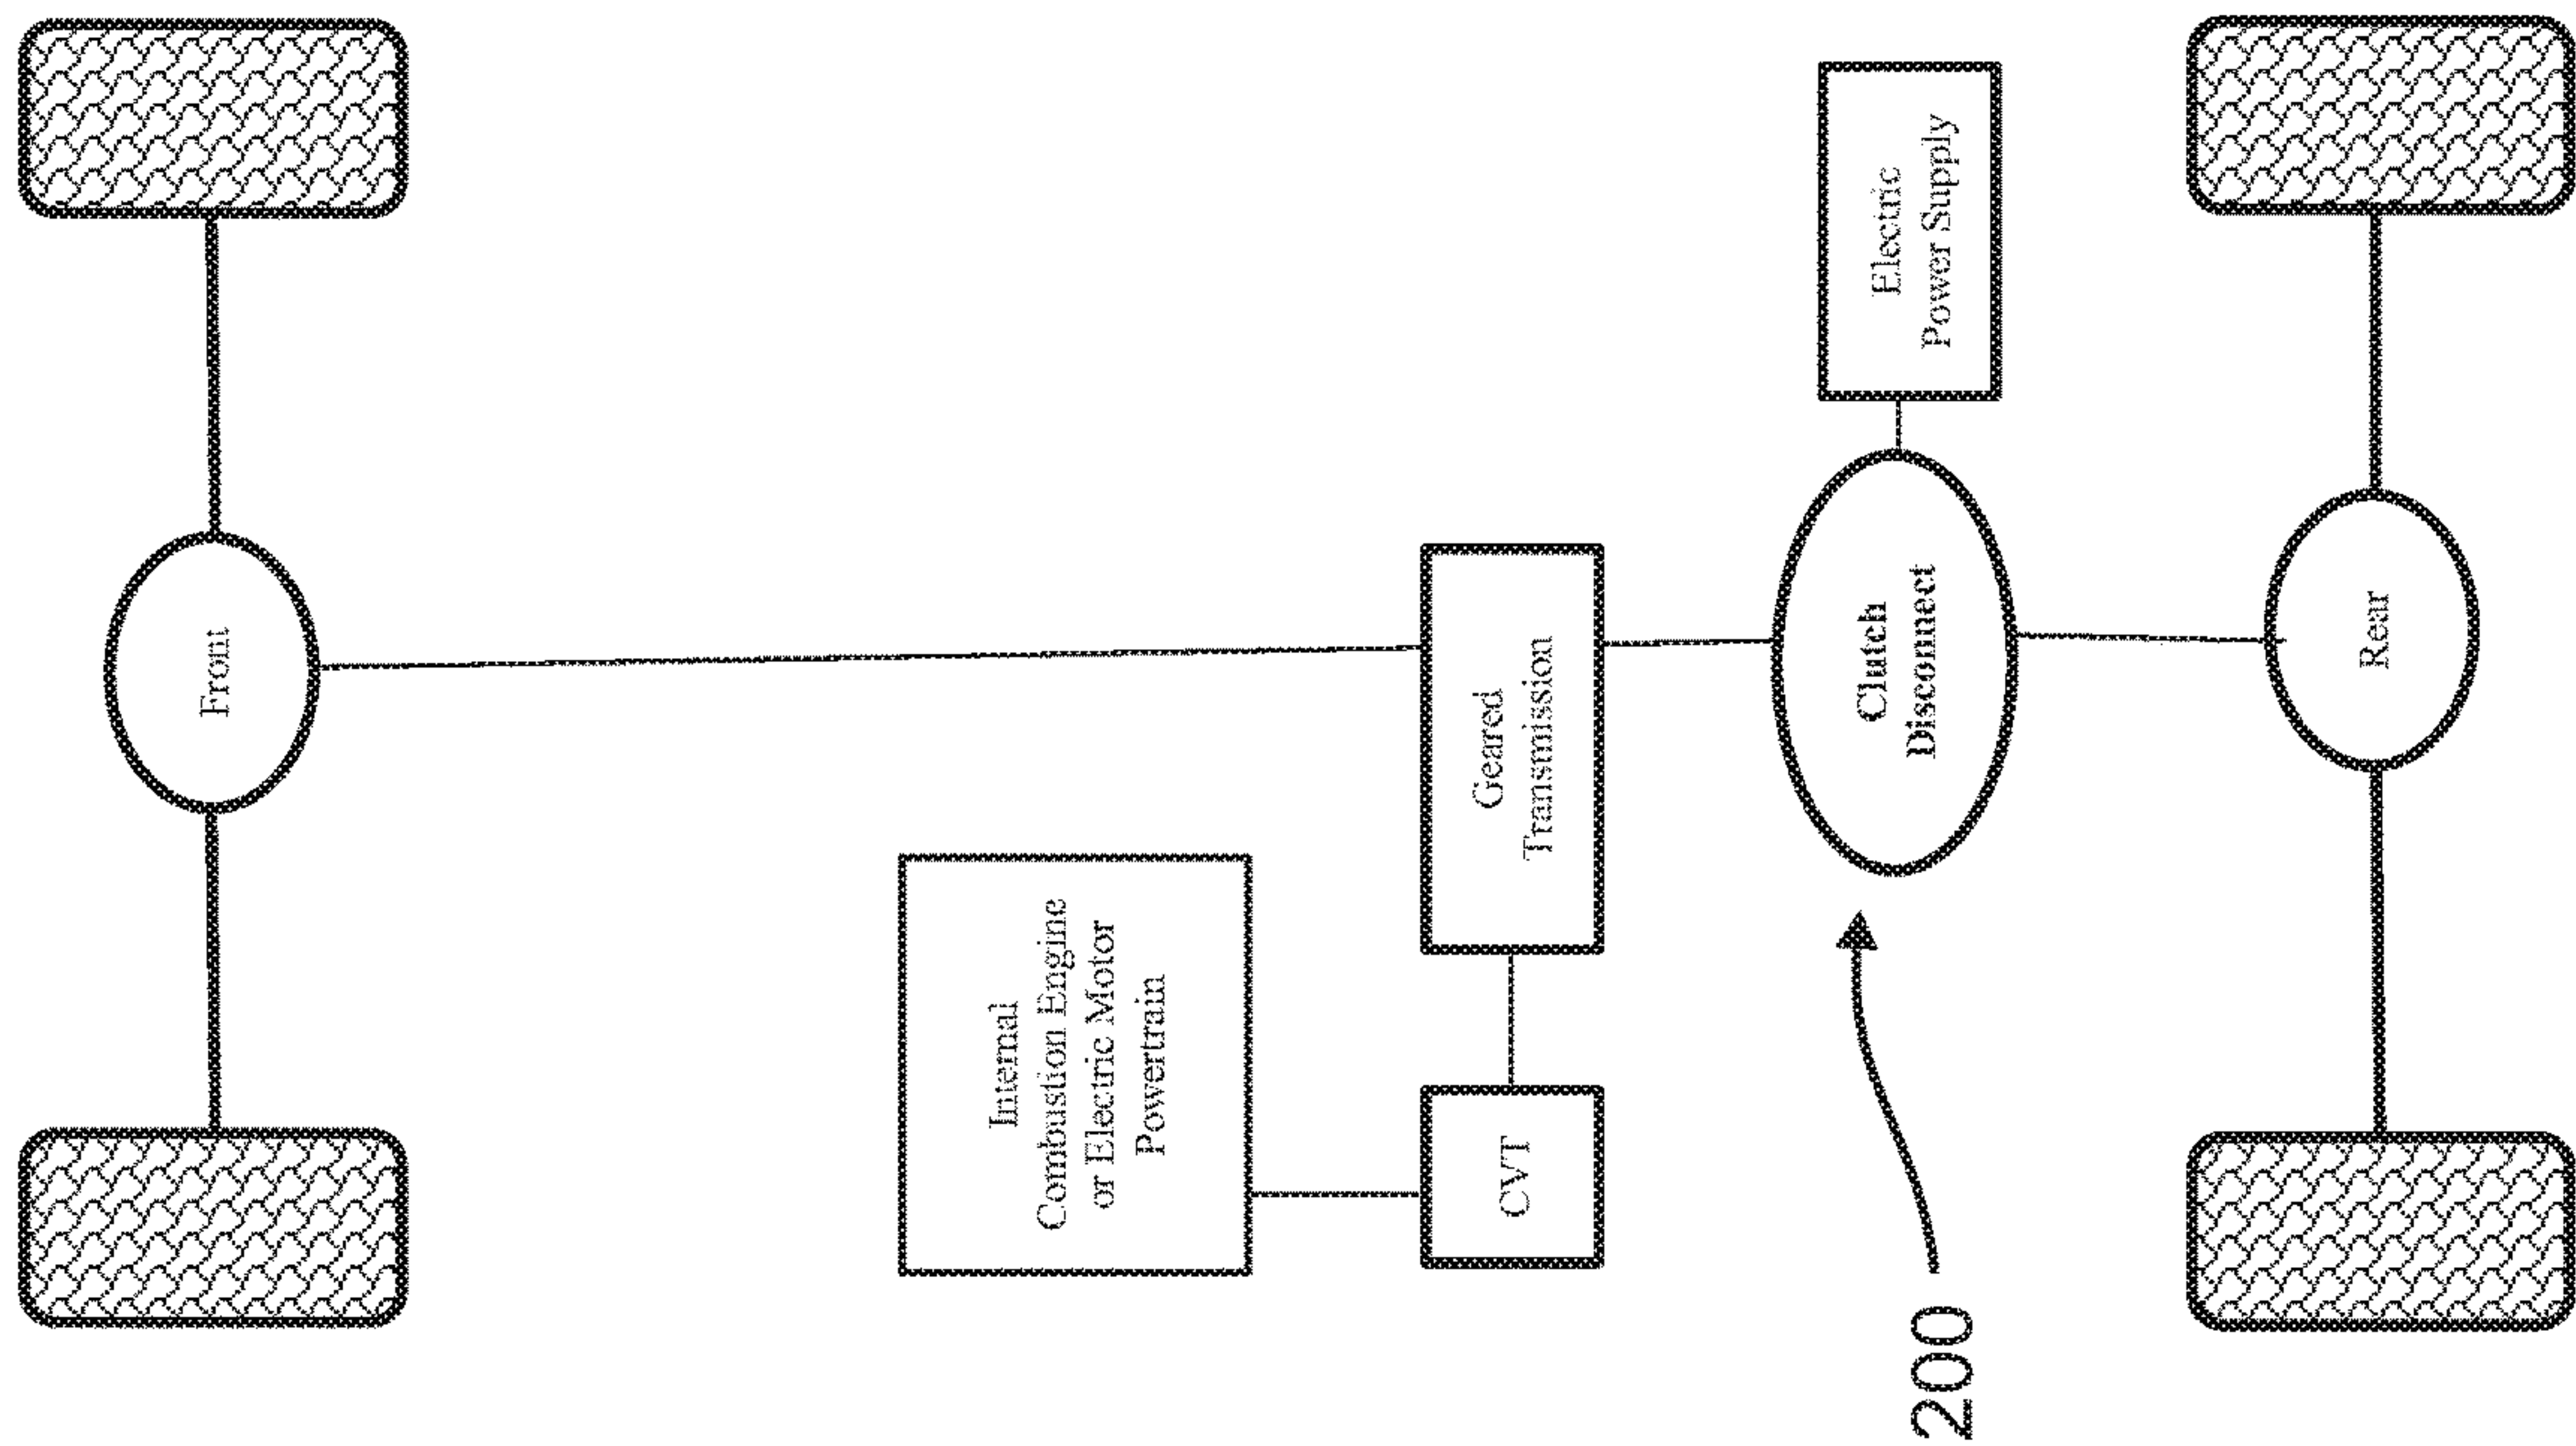 Front
Internal
Combustion Engine
or Electric Motor
Powertrain
CVT
Geared
Transmission
Clutch
Disconnect
Electric
Power Supply
Rear
200